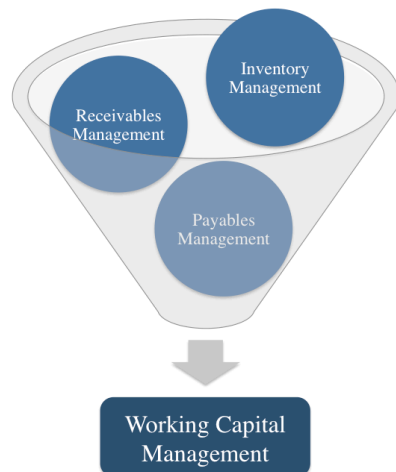 Inventory
Management
Receivables
Management
Payables
Management
Working Capital
Management